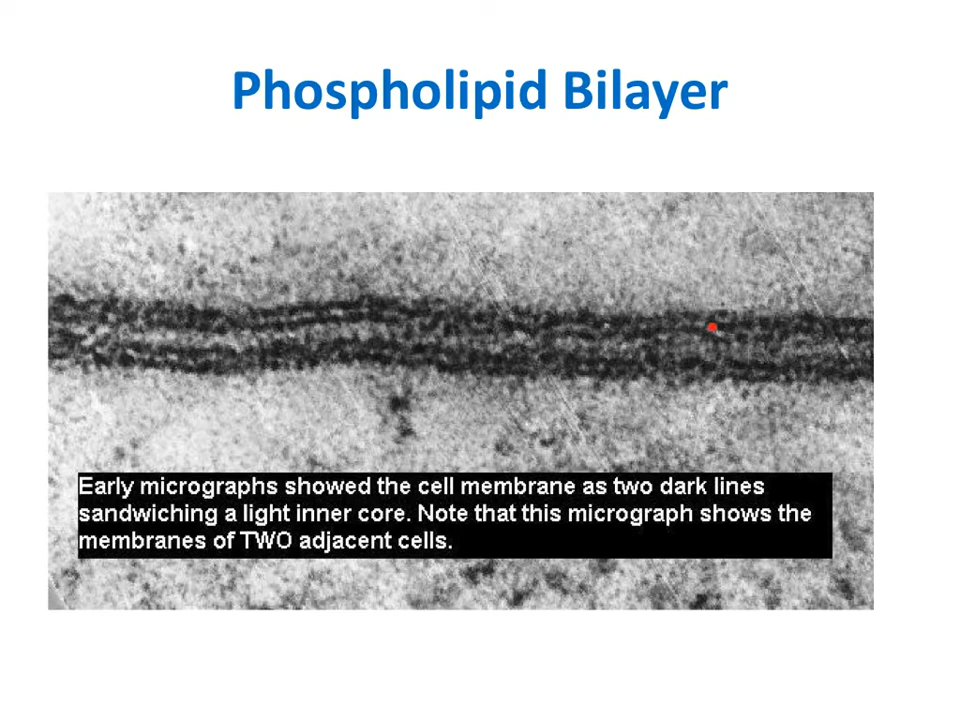 Phospholipid Bilayer
Early micrographs showed the cell membrane as two dark lines
sandwiching a light inner core. Note that this micrograph shows the
membranes of TWO adjacent cells.